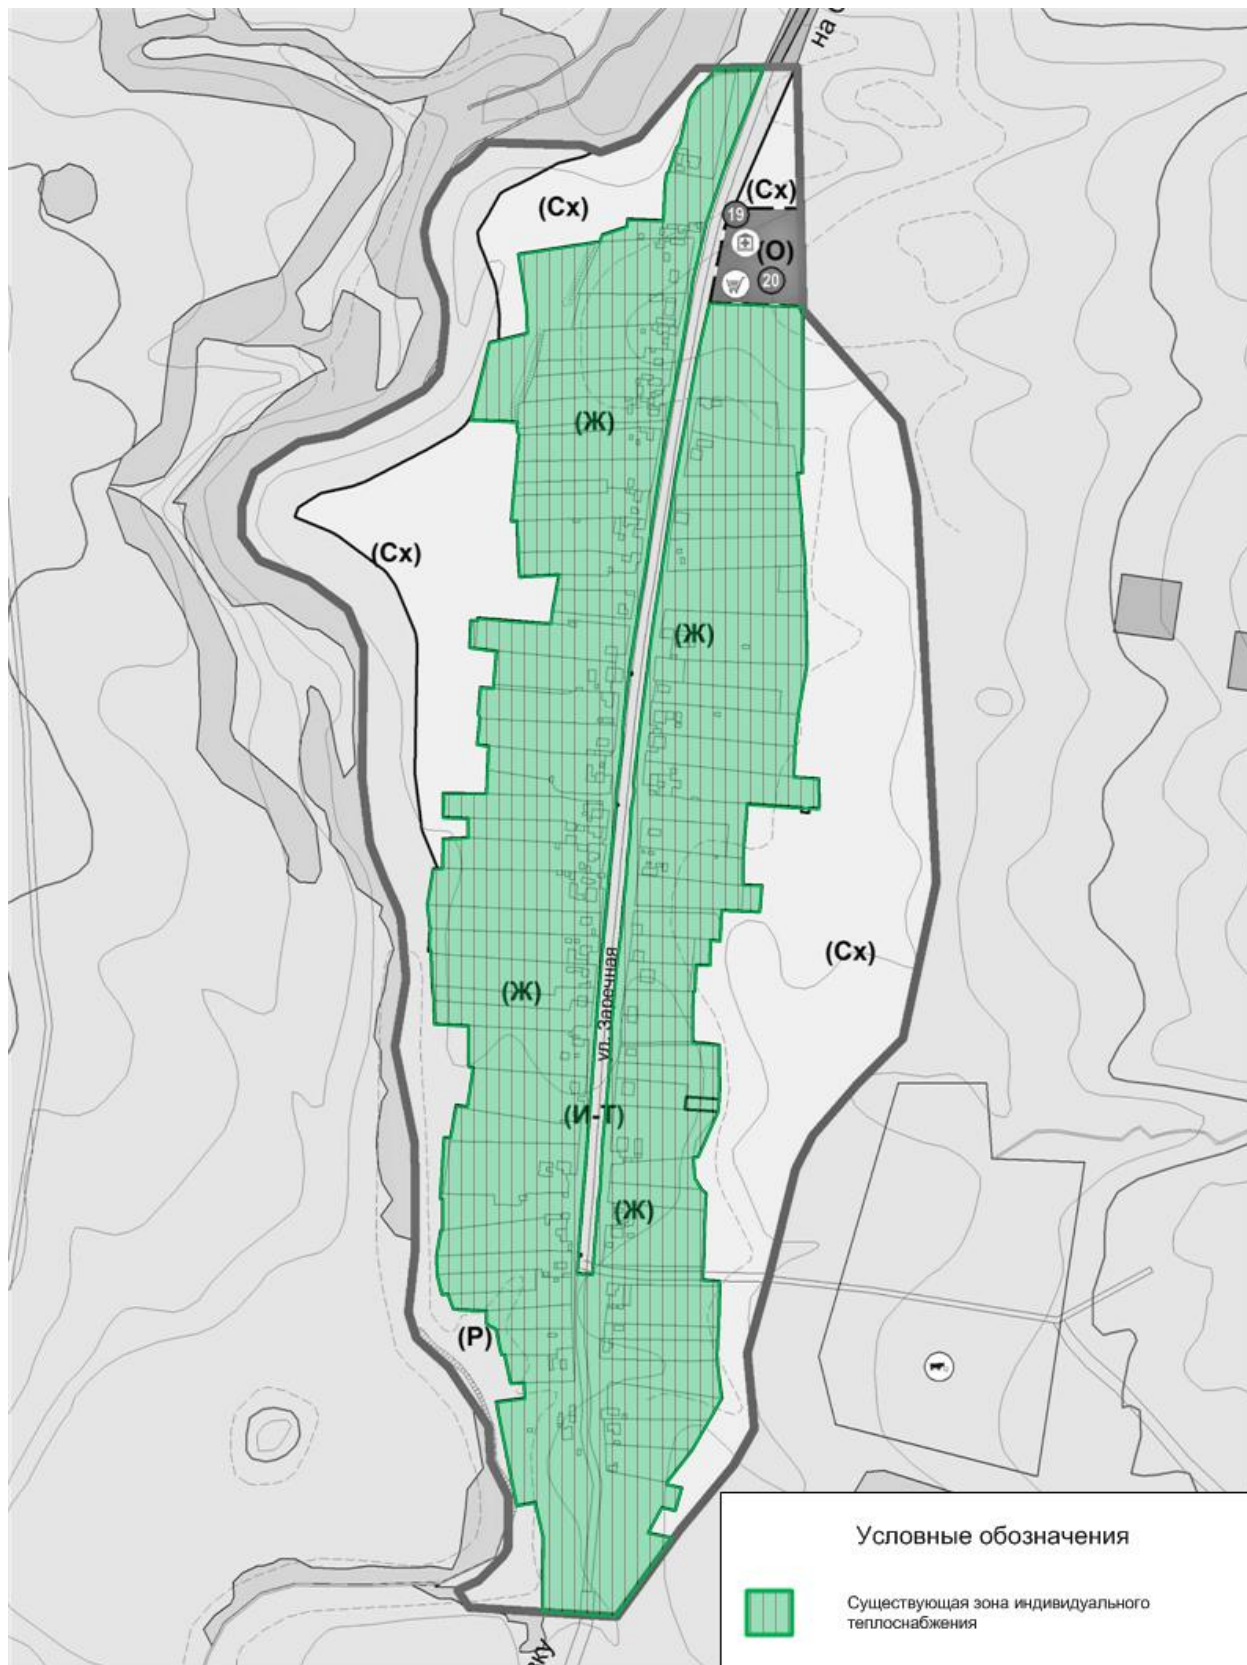 на
(Сх)
(Сх)
19
(О)
20
(Ж)
(Сх)
(Ж)
(Сх)
(Ж)
ул. Заречная
(И-Т)
(Ж)
(Р)
Условные обозначения
Существующая зона индивидуального
теплоснабжения